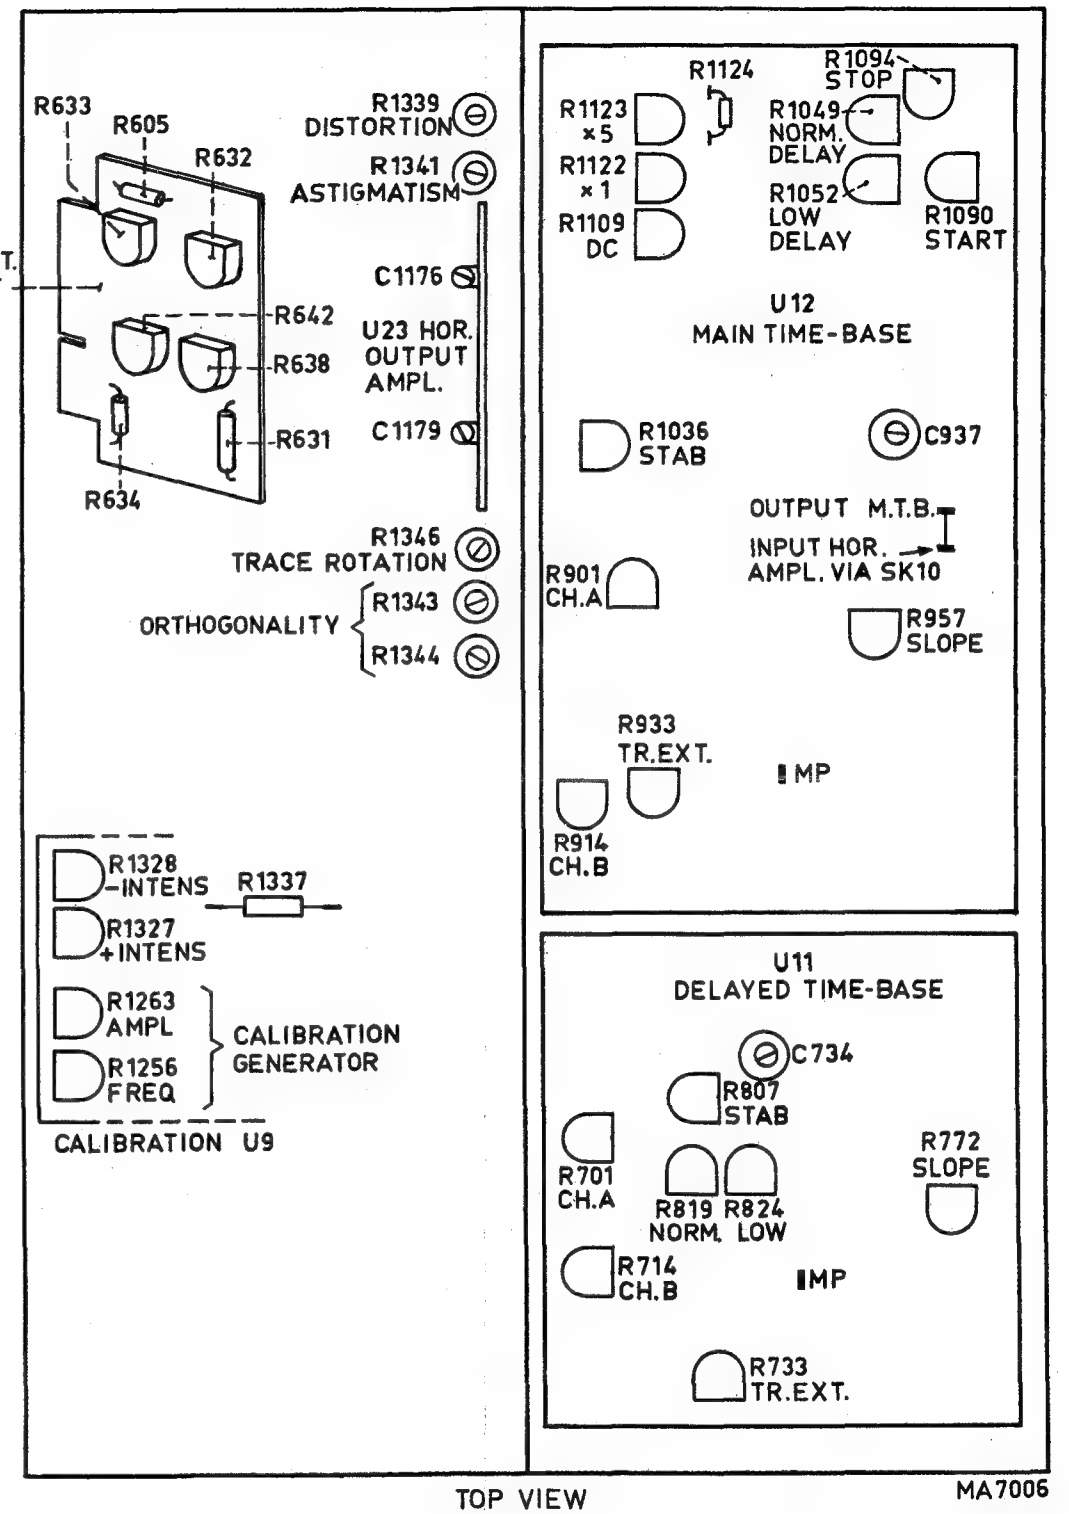 R633
R605
R632
T.
R642
R638
R631
R634
R1339
DISTORTION
R1341
ASTIGMATISM
C1176
U23 HOR.
OUTPUT
AMPL.
C1179
R1346
TRACE ROTATION
ORTHOGONALITY
R1343
R1344
R1328
-INTENS
R1337
R1327
+INTENS
R1263
AMPL
R1256
FREQ
CALIBRATION
GENERATOR
CALIBRATION U9
R1124
R1094
STOP
R1123
×5
R1049
NORM.
DELAY
R1122
×1
R1052
LOW
DELAY
R1090
START
R1109
DC
U12
MAIN TIME-BASE
R1036
STAB
C937
OUTPUT M.T.B.
INPUT HOR.
AMPL. VIA SK10
R901
CH.A
R957
SLOPE
R933
TR.EXT.
MP
R914
CH.B
U11
DELAYED TIME-BASE
C734
R807
STAB
R701
CH.A
R819
NORM.
R824
LOW
R772
SLOPE
R714
CH.B
MP
R733
TR.EXT.
TOP VIEW
MA7006